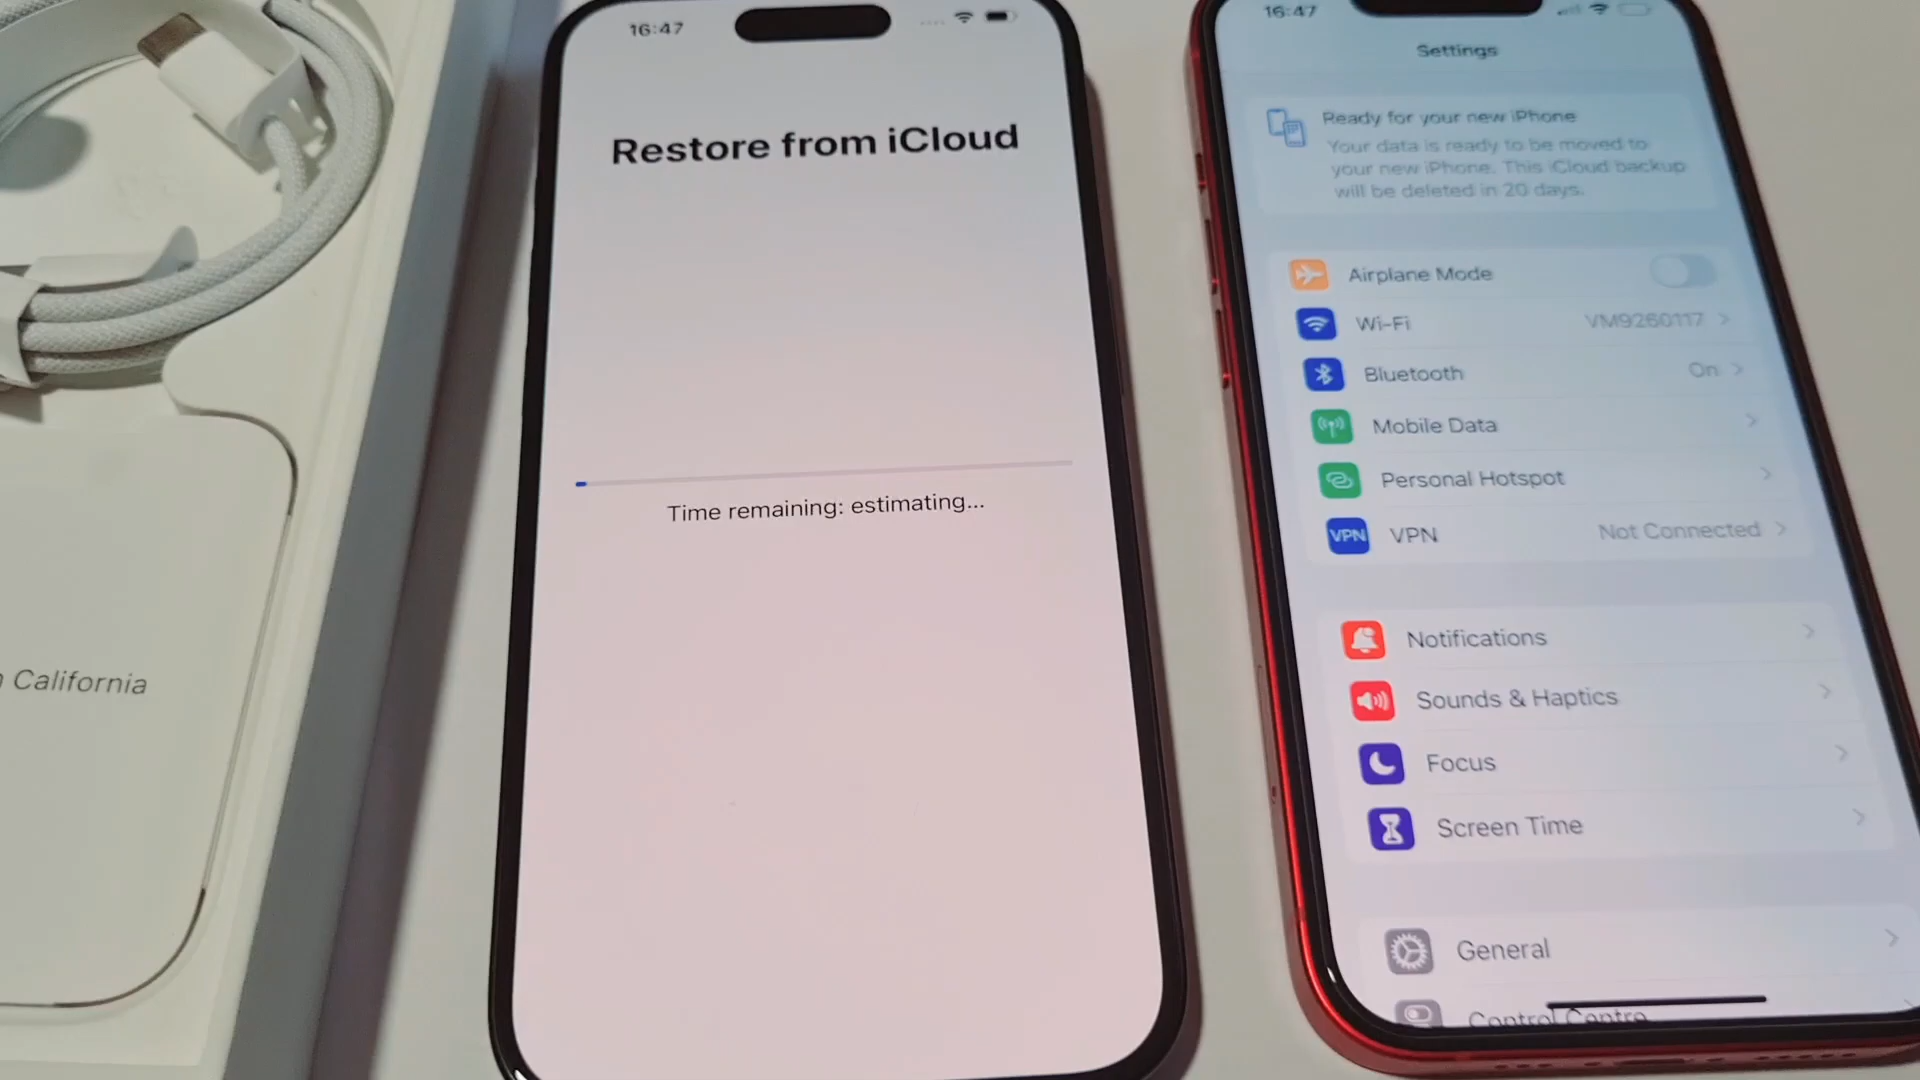 California
16:47
Restore from iCloud
Time remaining: estimating...
16:47
Settings
Ready for your new iPhone
Your data is ready to be moved to
your new iPhone. This iCloud backup
will be deleted in 20 days.
Airplane Mode
Wi-Fi VM9260117
Bluetooth On
Mobile Data
Personal Hotspot
VPN VPN Not Connected
Notifications
Sounds & Haptics
Focus
Screen Time
General
Control Centre